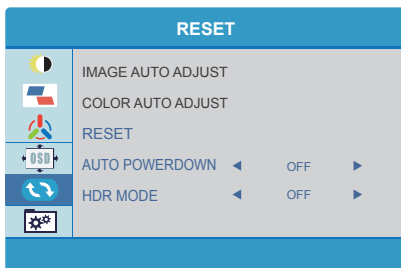 RESET
IMAGE AUTO ADJUST
COLOR AUTO ADJUST
RESET
AUTO POWERDOWN ◀ OFF ▶
HDR MODE ◀ OFF ▶
OSD